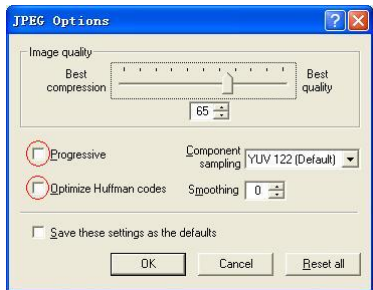 JPEG Options
Image quality
Best compression
Best quality
65
Progressive
Component sampling
YUV 122 (Default)
Optimize Huffman codes
Smoothing
0
Save these settings as the defaults
OK
Cancel
Reset all